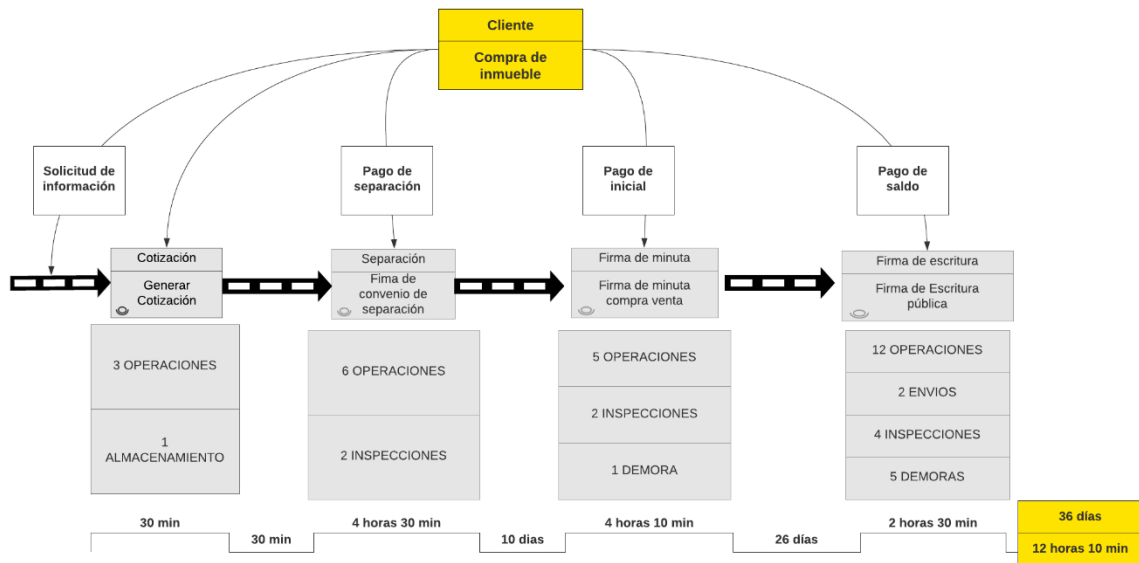 Cliente
Compra de
inmueble
Solicitud de
información
Pago de
separación
Pago de
inicial
Pago de
saldo
Cotización
Generar
Cotización
Separación
Fima de
convenio de
separación
Firma de minuta
Firma de minuta
compra venta
Firma de escritura
Firma de Escritura
pública
3 OPERACIONES
1
ALMACENAMIENTO
6 OPERACIONES
2 INSPECCIONES
5 OPERACIONES
2 INSPECCIONES
1 DEMORA
12 OPERACIONES
2 ENVIOS
4 INSPECCIONES
5 DEMORAS
30 min
30 min
4 horas 30 min
10 dias
4 horas 10 min
26 días
2 horas 30 min
36 días
12 horas 10 min